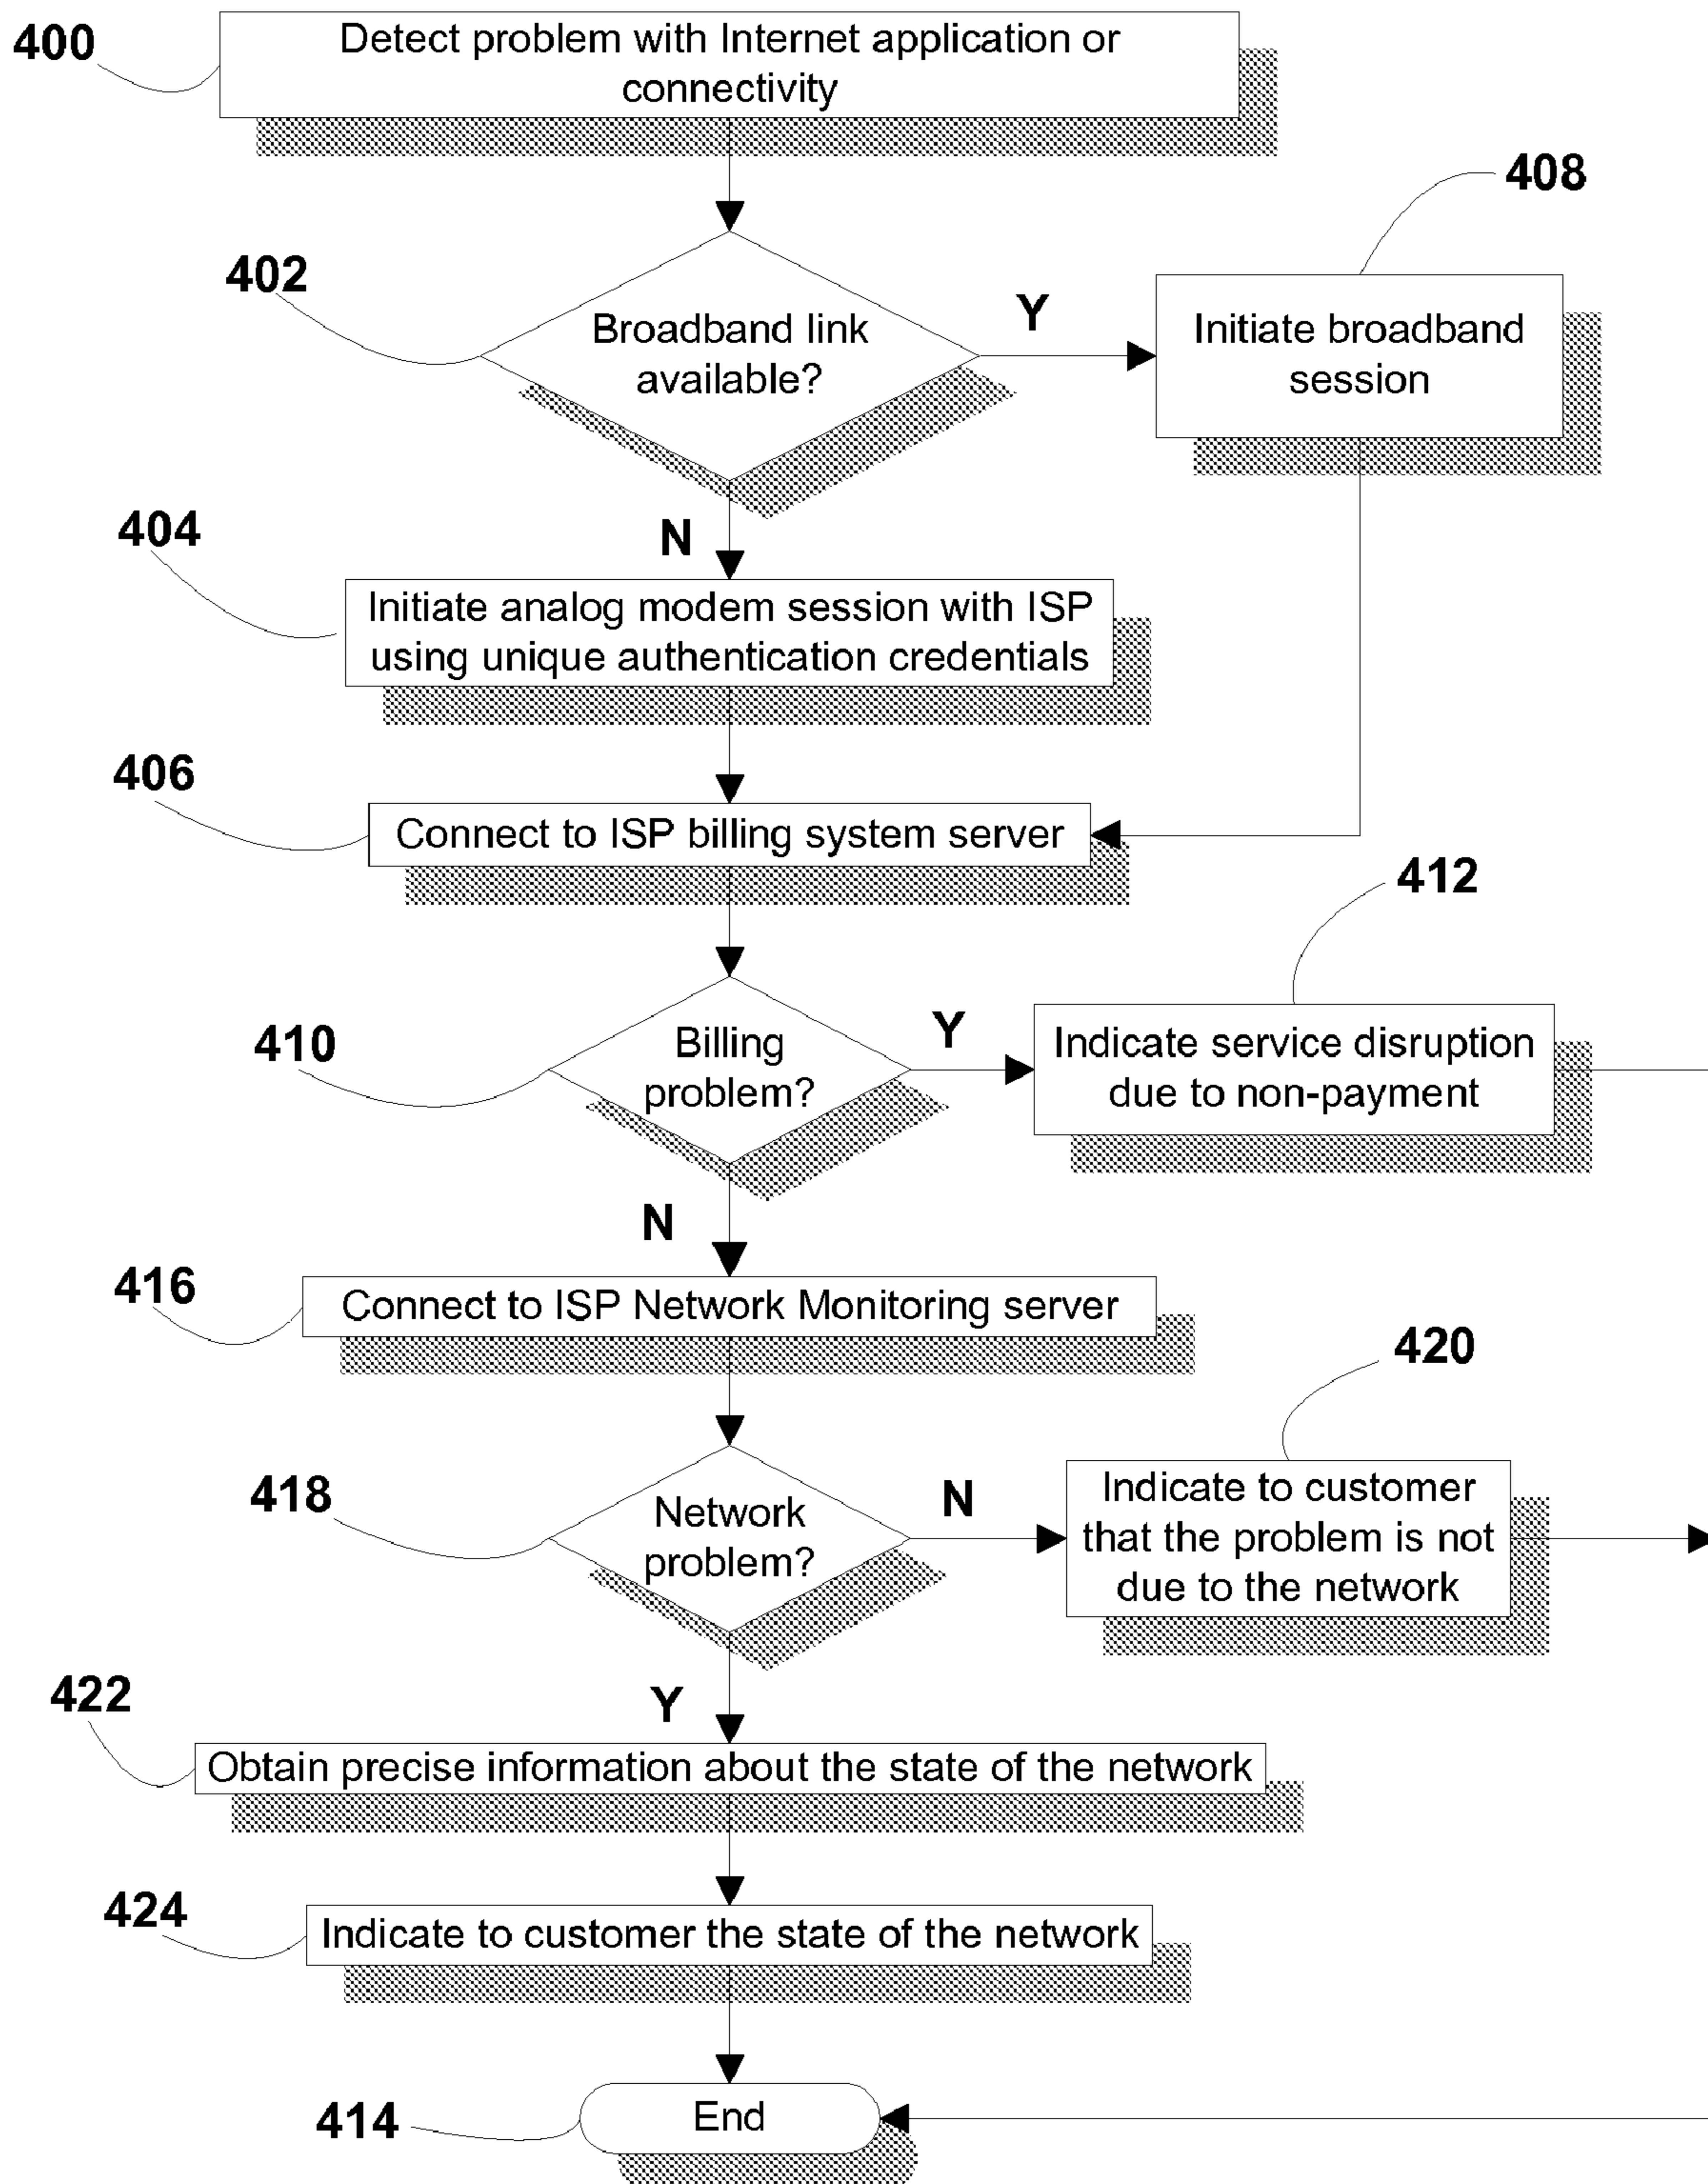 400
Detect problem with Internet application or
connectivity
408
402
Broadband link
available?
Y
Initiate broadband
session
N
404
Initiate analog modem session with ISP
using unique authentication credentials
406
Connect to ISP billing system server
412
410
Billing
problem?
Y
Indicate service disruption
due to non-payment
N
416
Connect to ISP Network Monitoring server
420
418
Network
problem?
N
Indicate to customer
that the problem is not
due to the network
Y
422
Obtain precise information about the state of the network
424
Indicate to customer the state of the network
414
End